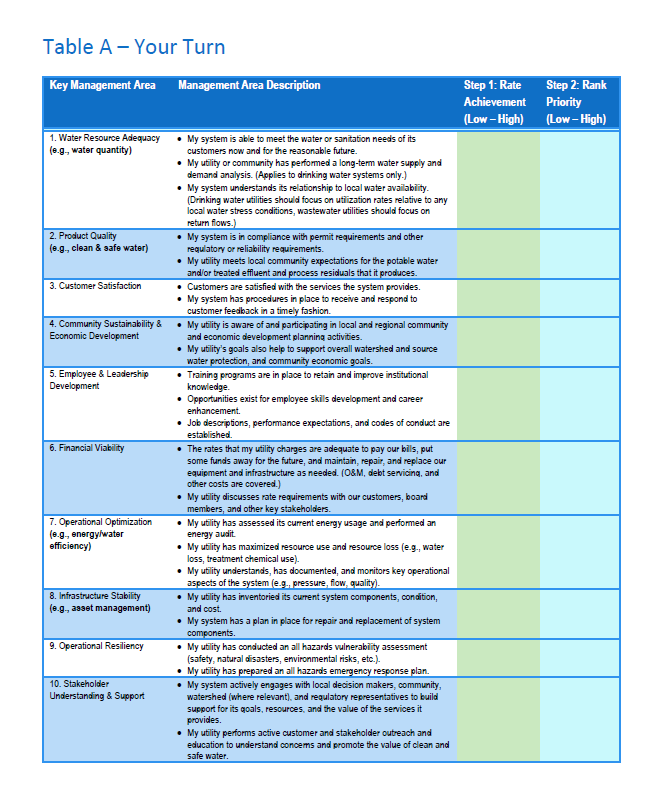 Table A – Your Turn
Key Management Area
Management Area Description
Step 1: Rate
Achievement
(Low – High)
Step 2: Rank
Priority
(Low – High)
1. Water Resource Adequacy
(e.g., water quantity)
• My system is able to meet the water or sanitation needs of its
customers now and for the reasonable future.
• My utility or community has performed a long-term water supply and
demand analysis. (Applies to drinking water systems only.)
• My system understands its relationship to local water availability.
(Drinking water utilities should focus on utilization rates relative to any
local water stress conditions, wastewater utilities should focus on
return flows.)
2. Product Quality
(e.g., clean & safe water)
• My system is in compliance with permit requirements and other
regulatory or reliability requirements.
• My utility meets local community expectations for the potable water
and/or treated effluent and process residuals that it produces.
3. Customer Satisfaction
• Customers are satisfied with the services the system provides.
• My system has procedures in place to receive and respond to
customer feedback in a timely fashion.
4. Community Sustainability &
Economic Development
• My utility is aware of and participating in local and regional community
and economic development planning activities.
• My utility's goals also help to support overall watershed and source
water protection, and community economic goals.
5. Employee & Leadership
Development
• Training programs are in place to retain and improve institutional
knowledge.
• Opportunities exist for employee skills development and career
enhancement.
• Job descriptions, performance expectations, and codes of conduct are
established.
6. Financial Viability
• The rates that my utility charges are adequate to pay our bills, put
some funds away for the future, and maintain, repair, and replace our
equipment and infrastructure as needed. (O&M, debt servicing, and
other costs are covered.)
• My utility discusses rate requirements with our customers, board
members, and other key stakeholders.
7. Operational Optimization
(e.g., energy/water
efficiency)
• My utility has assessed its current energy usage and performed an
energy audit.
• My utility has maximized resource use and resource loss (e.g., water
loss, treatment chemical use).
• My utility understands, has documented, and monitors key operational
aspects of the system (e.g., pressure, flow, quality).
8. Infrastructure Stability
(e.g., asset management)
• My utility has inventoried its current system components, condition,
and cost.
• My system has a plan in place for repair and replacement of system
components.
9. Operational Resiliency
• My utility has conducted an all hazards vulnerability assessment
(safety, natural disasters, environmental risks, etc.).
• My utility has prepared an all hazards emergency response plan.
10. Stakeholder
Understanding & Support
• My system actively engages with local decision makers, community,
watershed (where relevant), and regulatory representatives to build
support for its goals, resources, and the value of the services it
provides.
• My utility performs active customer and stakeholder outreach and
education to understand concerns and promote the value of clean and
safe water.